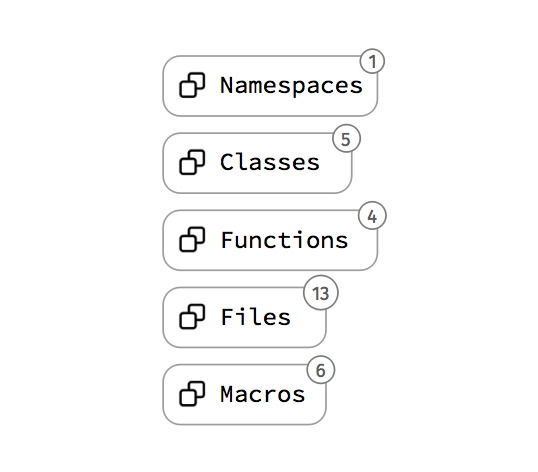 1
Namespaces
5
Classes
4
Functions
13
Files
6
Macros